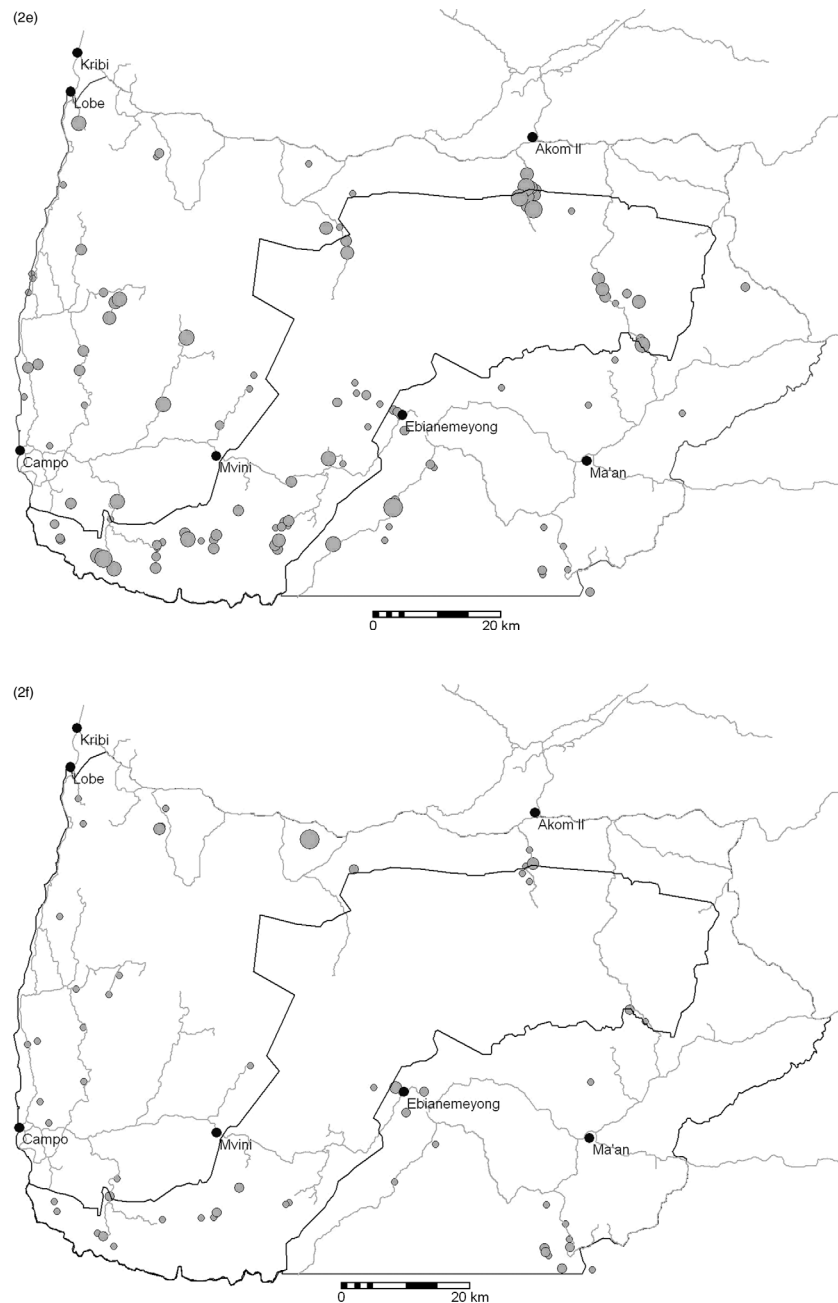 (2e)
Kribi
Lobe
Akom II
Ebianemeyong
Campo
Mvini
Ma'an
0 20 km
(2f)
Kribi
Lobe
Akom II
Ebianemeyong
Campo
Mvini
Ma'an
0 20 km